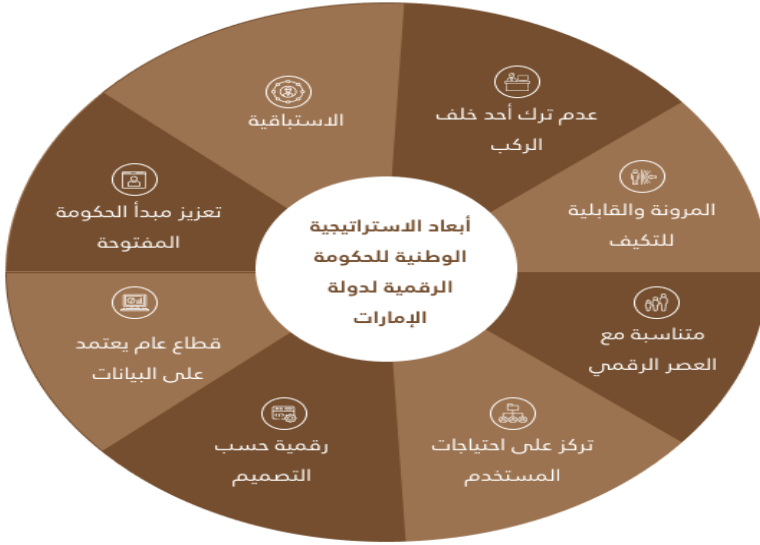 أبعاد الاستراتيجية
الوطنية للحكومة
الرقمية لدولة
الإمارات
عدم ترك أحد خلف
الركب
المرونة والقابلية
للتكيف
متناسبة مع
العصر الرقمي
تركز على احتياجات
المستخدم
رقمية حسب
التصميم
قطاع عام يعتمد
على البيانات
تعزيز مبدأ الحكومة
المفتوحة
الاستباقية